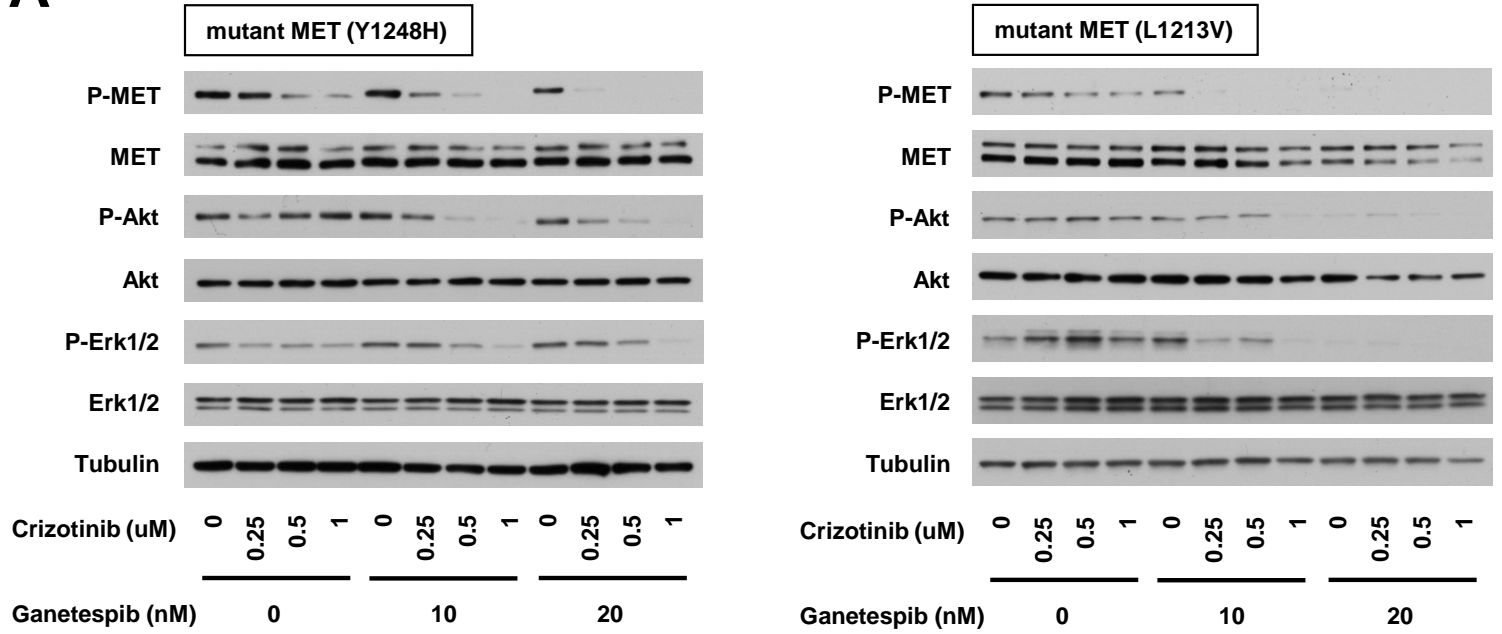 A
mutant MET (Y1248H)
P-MET
MET
P-Akt
Akt
P-Erk1/2
Erk1/2
Tubulin
Crizotinib (uM) 0 0.25 0.5 1 0 0.25 0.5 1 0 0.25 0.5 1
Ganetespib (nM) 0 10 20
mutant MET (L1213V)
P-MET
MET
P-Akt
Akt
P-Erk1/2
Erk1/2
Tubulin
Crizotinib (uM) 0 0.25 0.5 1 0 0.25 0.5 1 0 0.25 0.5 1
Ganetespib (nM) 0 10 20